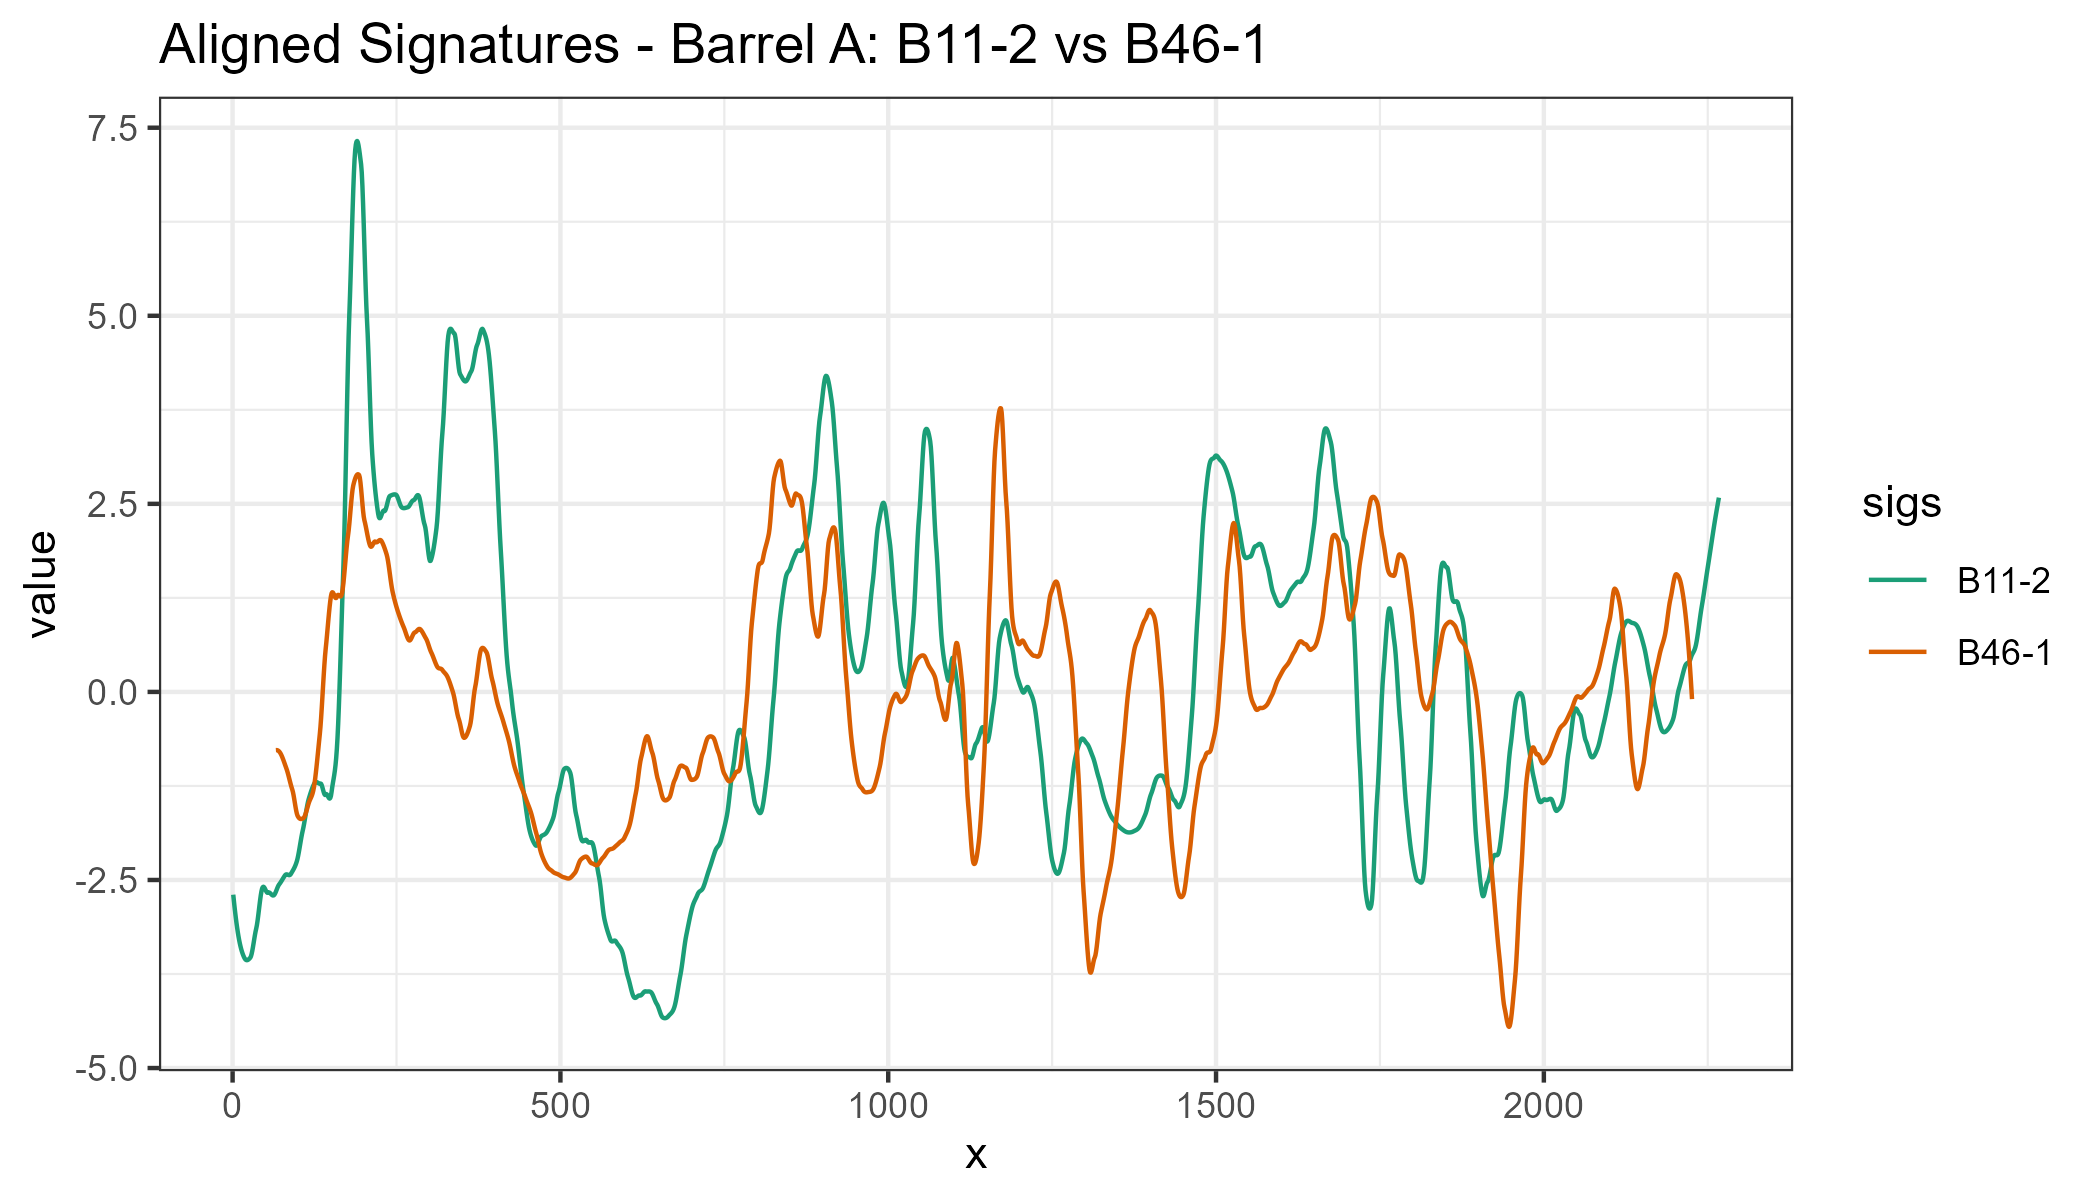 Aligned Signatures - Barrel A: B11-2 vs B46-1
7.5
5.0
2.5
0.0
-2.5
-5.0
value
0 500 1000 1500 2000
x
sigs
B11-2
B46-1